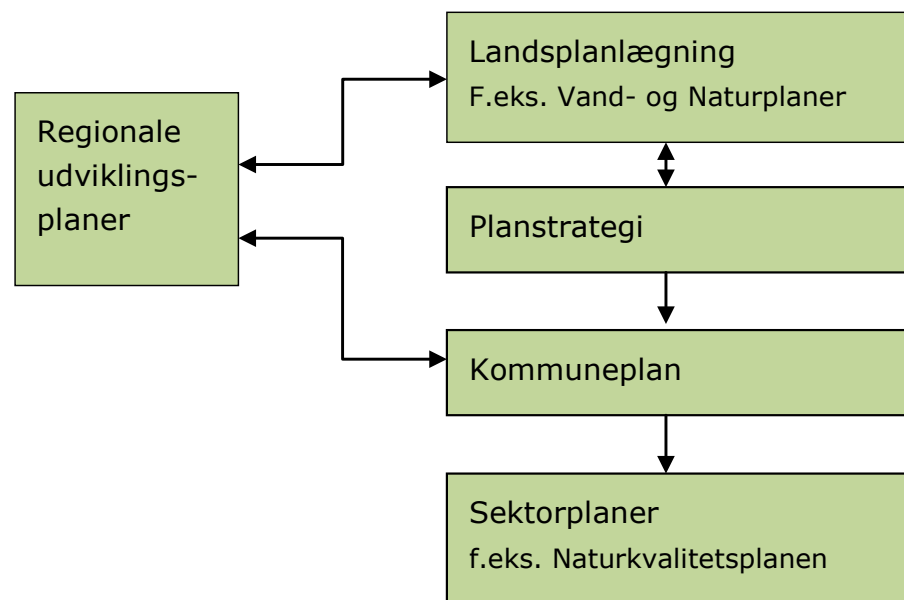 Landsplanlægning
F.eks. Vand- og Naturplaner
Regionale
udviklings-
planer
Planstrategi
Kommuneplan
Sektorplaner
f.eks. Naturkvalitetsplanen